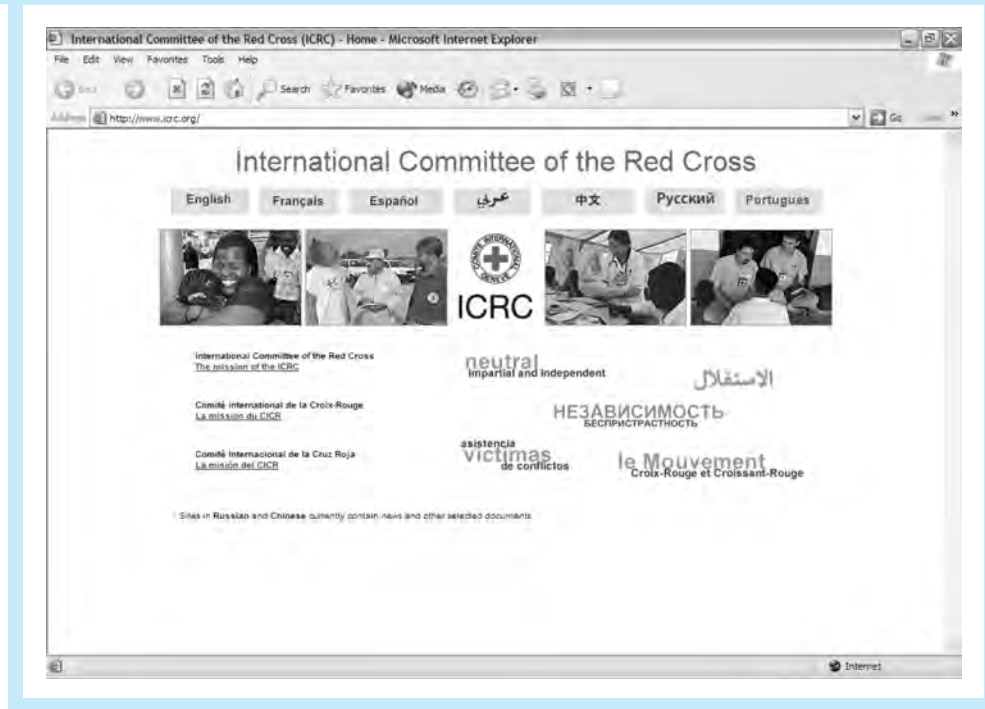 International Committee of the Red Cross (ICRC) - Home - Microsoft Internet Explorer
File Edit View Favorites Tools Help
Search Favorites Media
http://www.icrc.org/ Go
International Committee of the Red Cross
English Français Español عربي 中文 Русский Portugues
COMITE INTERNATIONAL GENEVE
ICRC
International Committee of the Red Cross
The mission of the ICRC
neutral
impartial and independent
الاستقلال
Comité international de la Croix-Rouge
La mission du CICR
НЕЗАВИСИМОСТЬ
БЕСПРИСТРАСТНОСТЬ
Comité Internacional de la Cruz Roja
La misión del CICR
asistencia
víctimas
de conflictos
le Mouvement
Croix-Rouge et Croissant-Rouge
Sites in Russian and Chinese currently contain news and other selected documents
Internet